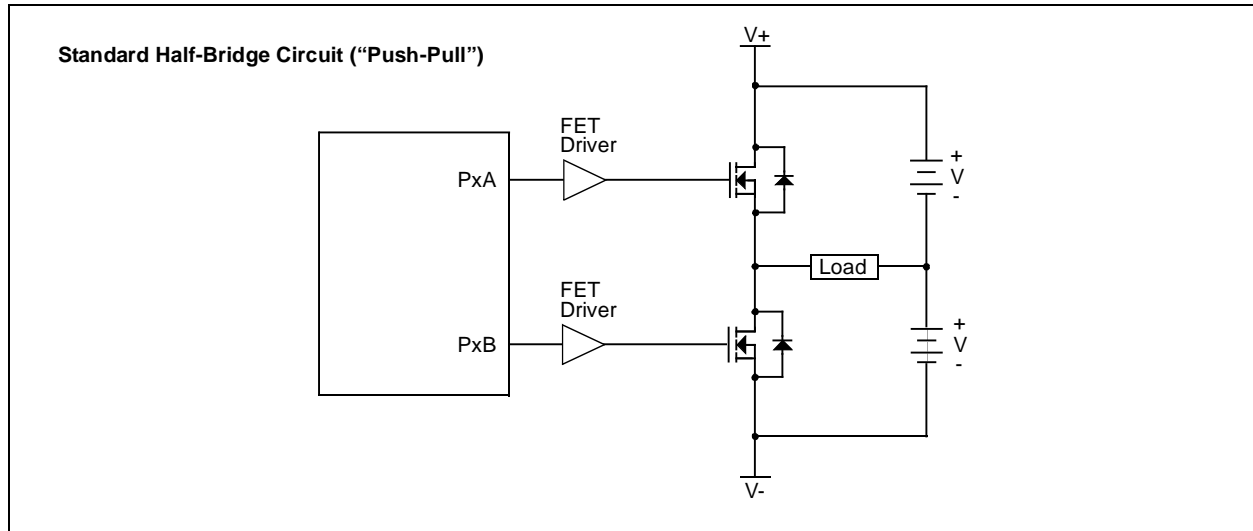 Standard Half-Bridge Circuit (“Push-Pull”)
V+
FET
Driver
PxA
+
V
-
Load
FET
Driver
PxB
+
V
-
V-